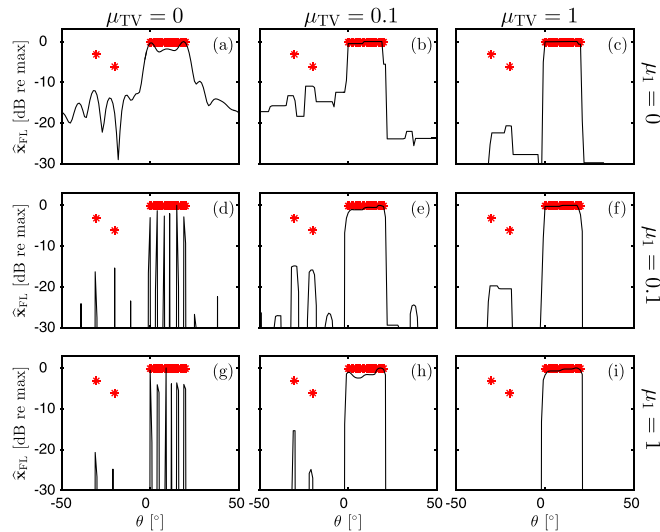 μTV = 0 μTV = 0.1 μTV = 1
0 (a) (b) (c)
-10
-20
-30
x̂FL [dB re max]
μ1 = 0
0 (d) (e) (f)
-10
-20
-30
x̂FL [dB re max]
μ1 = 0.1
0 (g) (h) (i)
-10
-20
-30
x̂FL [dB re max]
μ1 = 1
-50 0 50 -50 0 50 -50 0 50
θ [°] θ [°] θ [°]